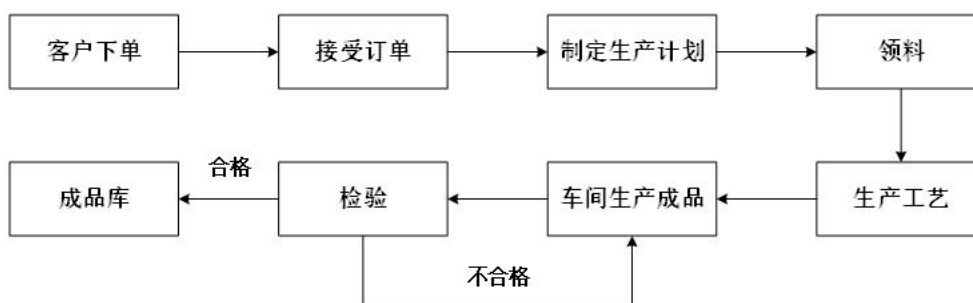 客户下单
接受订单
制定生产计划
领料
成品库
合格
检验
车间生产成品
生产工艺
不合格